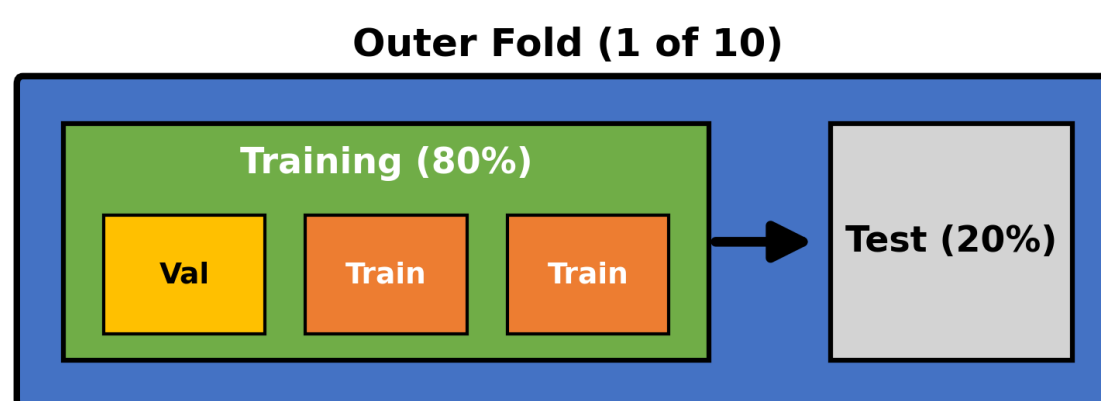 Outer Fold (1 of 10)
Training (80%)
Val
Train
Train
Test (20%)